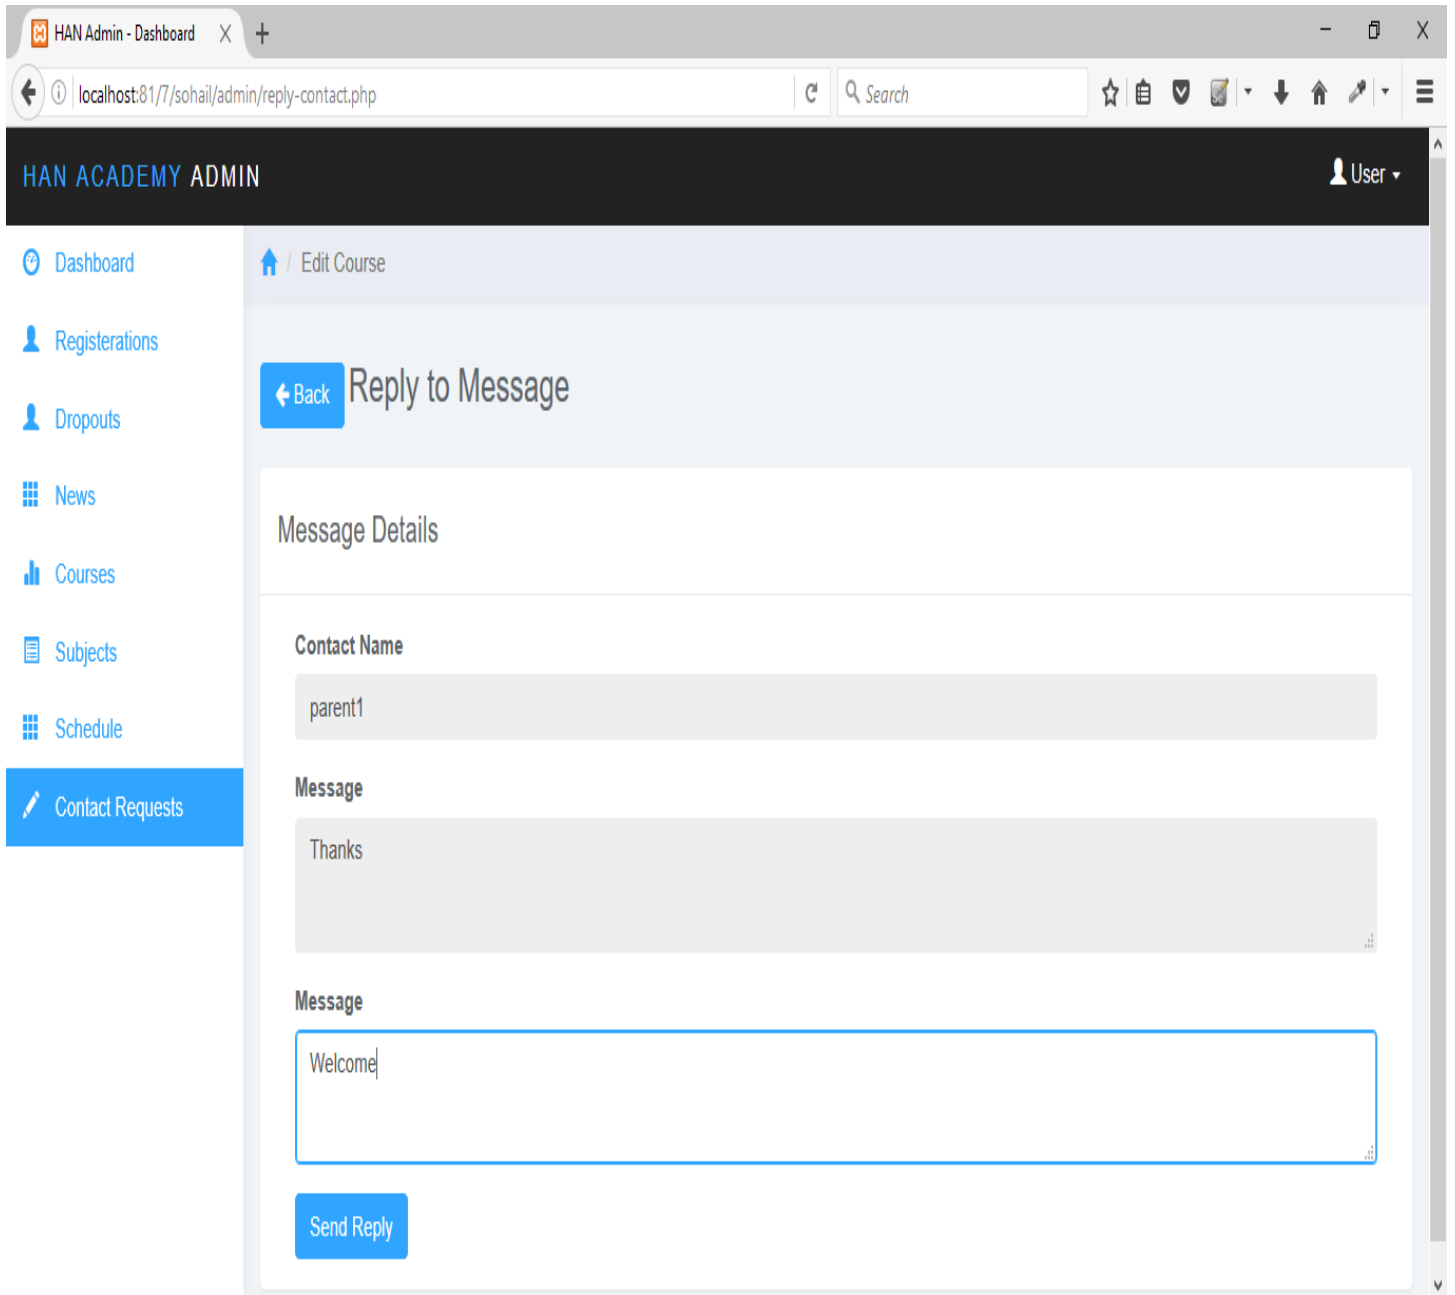 HAN Admin - Dashboard
localhost:81/7/sohail/admin/reply-contact.php
Search
HAN ACADEMY ADMIN
User
Dashboard
Registerations
Dropouts
News
Courses
Subjects
Schedule
Contact Requests
/ Edit Course
Back
Reply to Message
Message Details
Contact Name
parent1
Message
Thanks
Message
Welcome
Send Reply